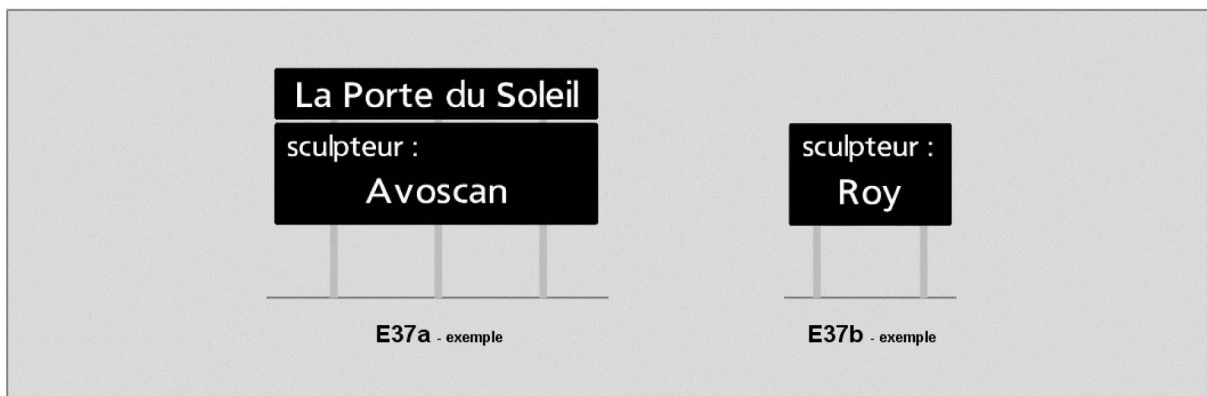 La Porte du Soleil
sculpteur :
Avoscan
E37a - exemple
sculpteur :
Roy
E37b - exemple